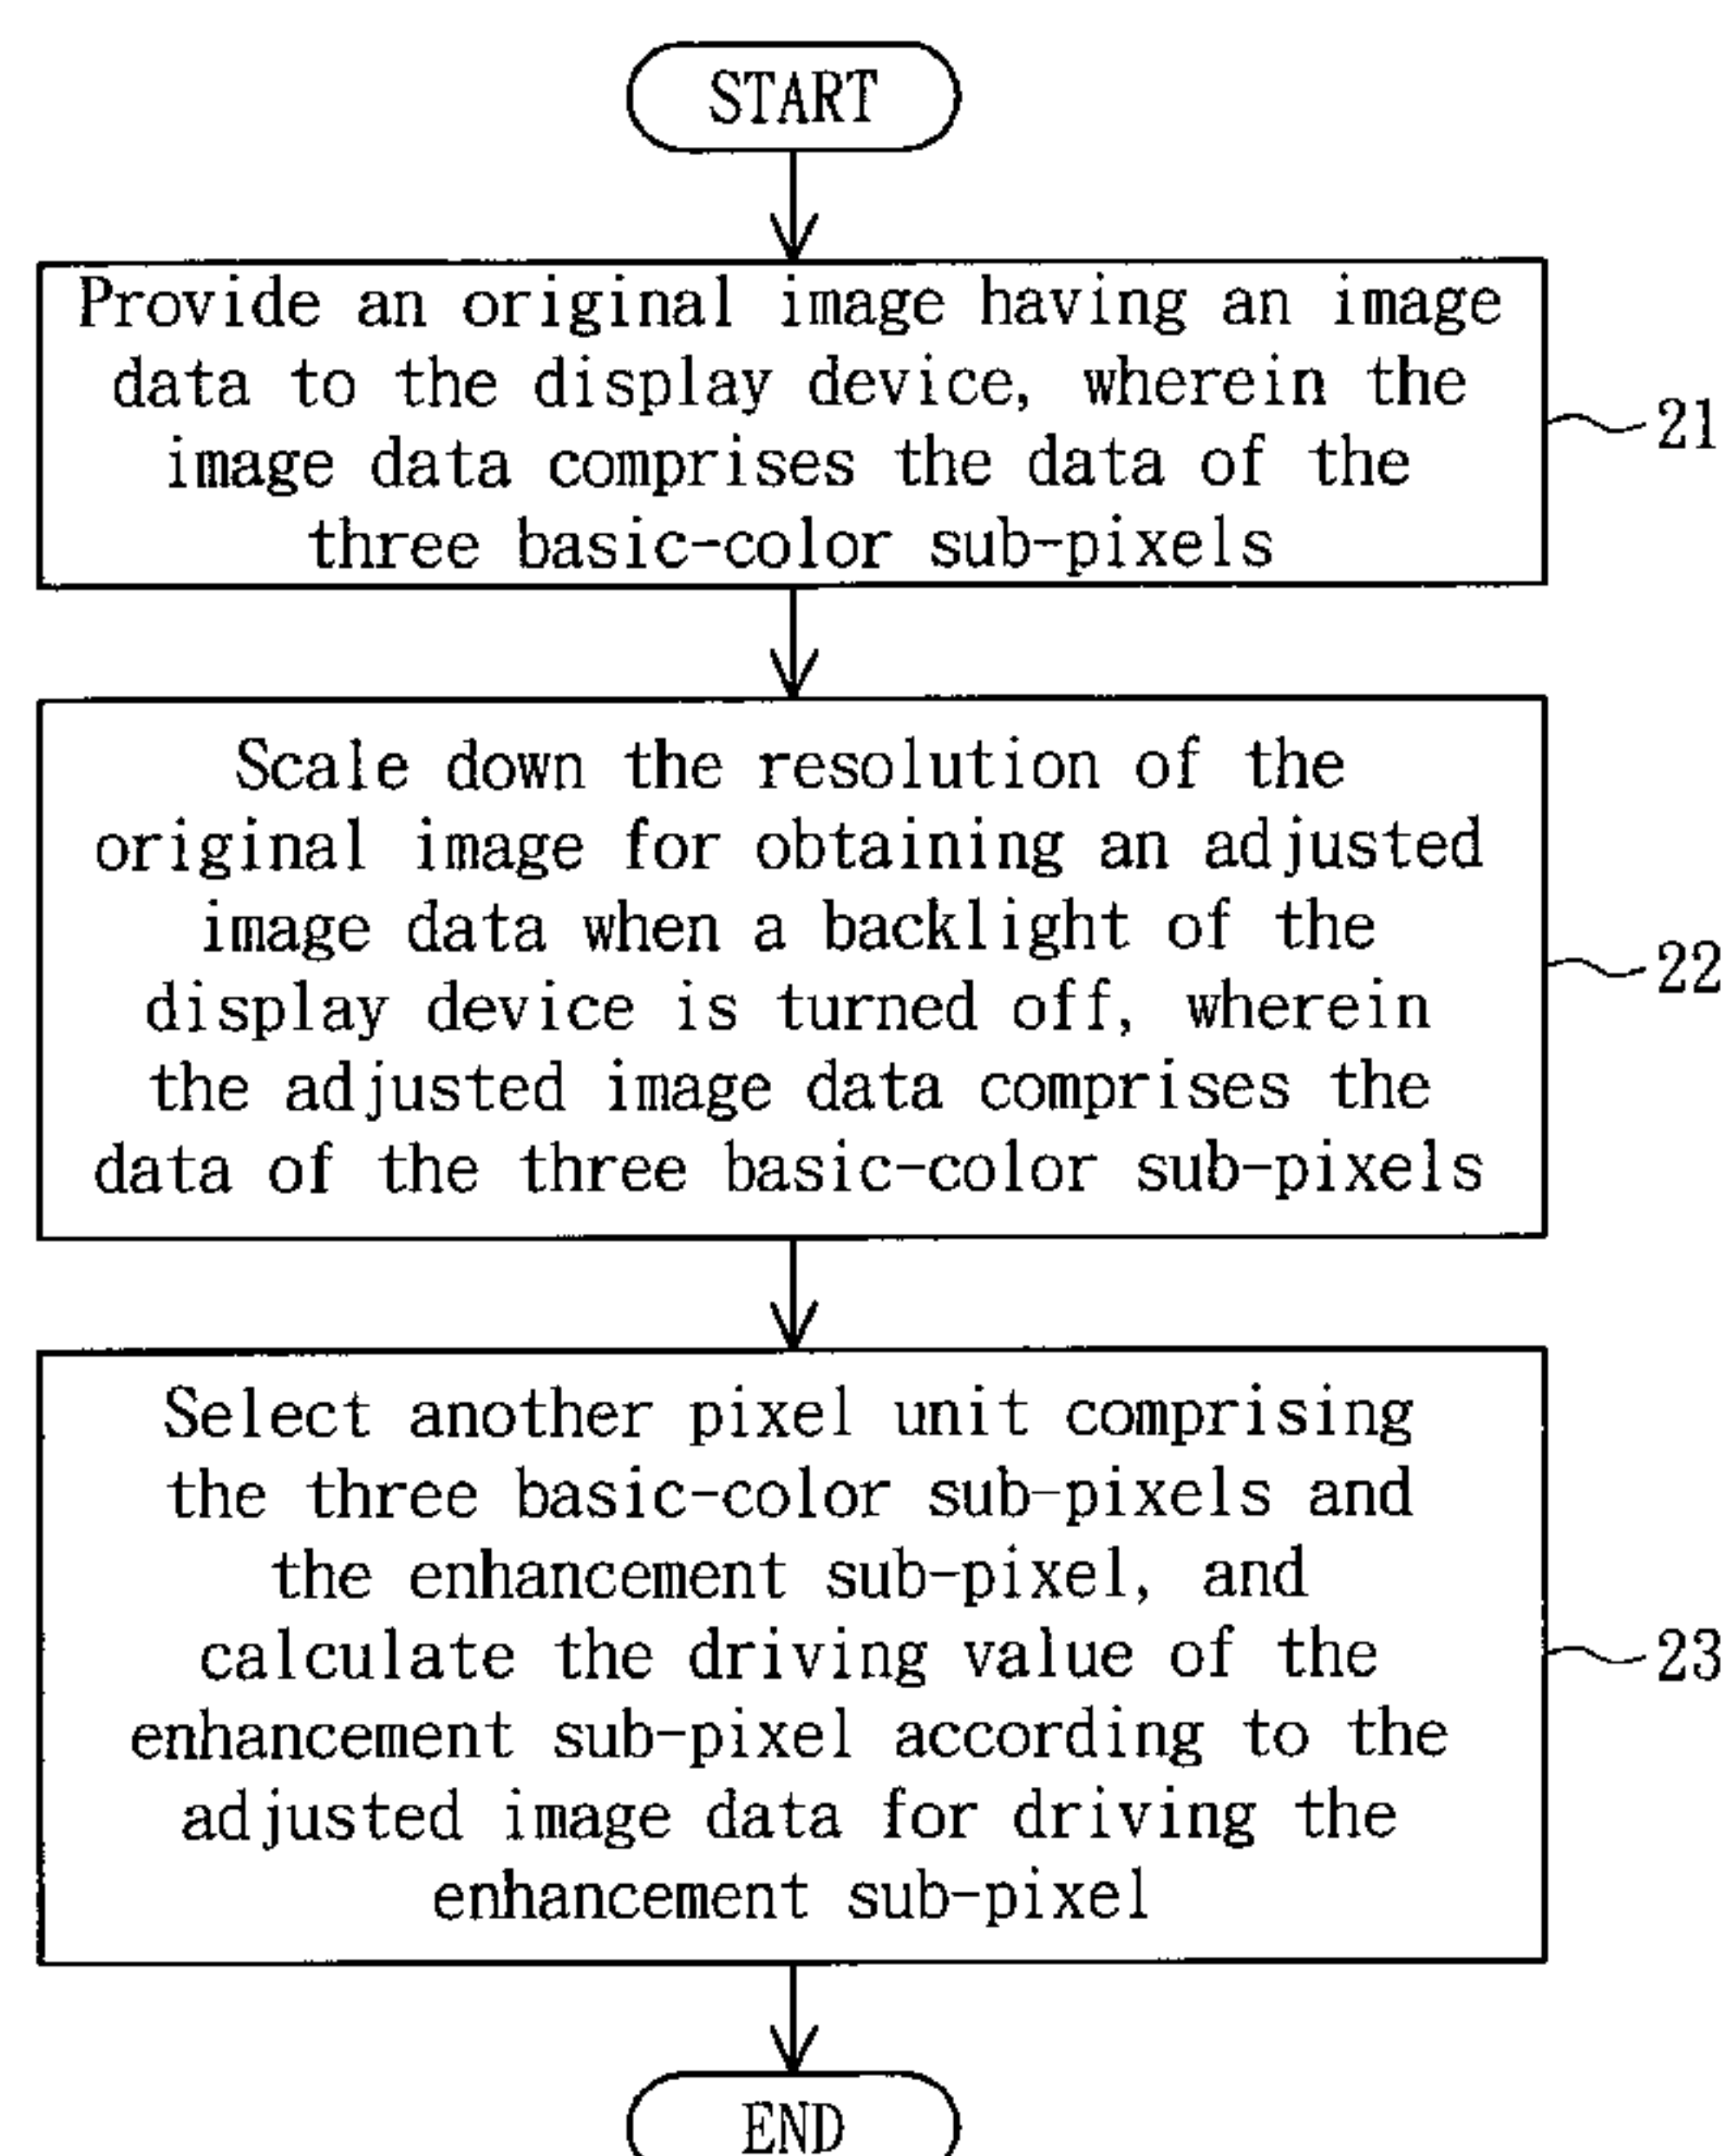 START
Provide an original image having an image
data to the display device, wherein the
image data comprises the data of the
three basic-color sub-pixels
21
Scale down the resolution of the
original image for obtaining an adjusted
image data when a backlight of the
display device is turned off, wherein
the adjusted image data comprises the
data of the three basic-color sub-pixels
22
Select another pixel unit comprising
the three basic-color sub-pixels and
the enhancement sub-pixel, and
calculate the driving value of the
enhancement sub-pixel according to the
adjusted image data for driving the
enhancement sub-pixel
23
END